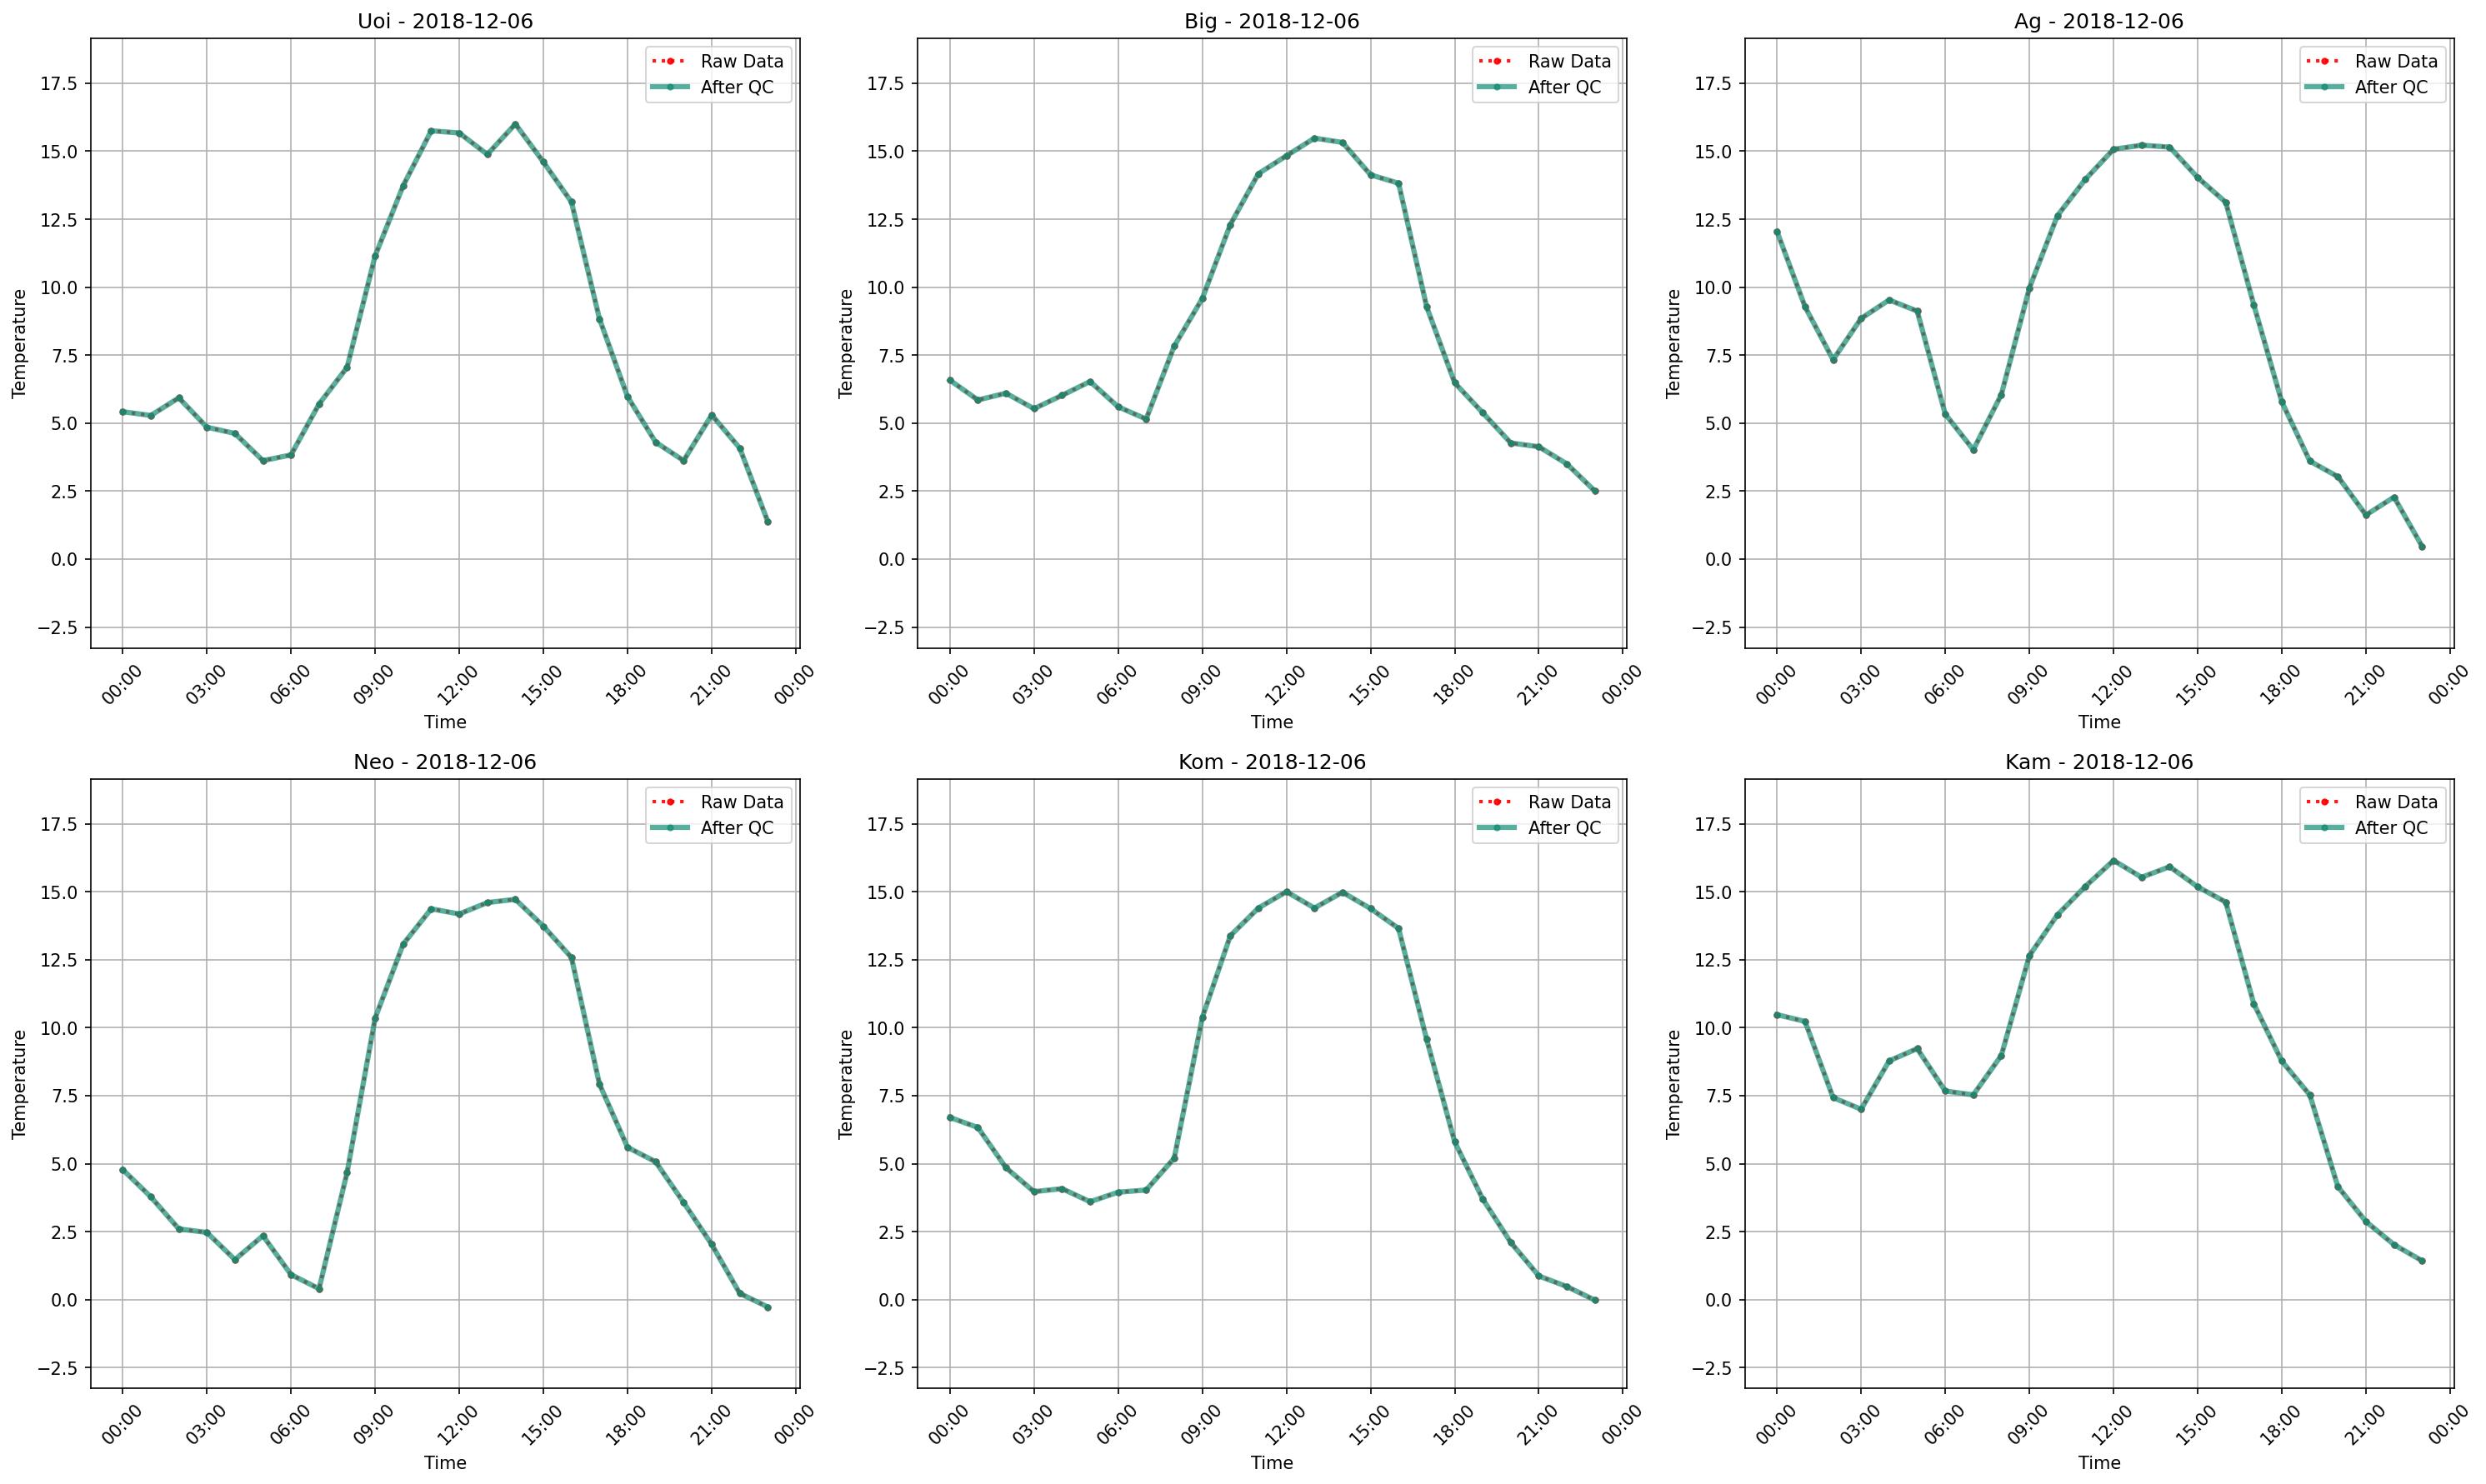 Uoi - 2018-12-06
Raw Data
After QC
Temperature
17.5
15.0
12.5
10.0
7.5
5.0
2.5
0.0
−2.5
00:00 03:00 06:00 09:00 12:00 15:00 18:00 21:00 00:00
Time
Big - 2018-12-06
Raw Data
After QC
Temperature
17.5
15.0
12.5
10.0
7.5
5.0
2.5
0.0
−2.5
00:00 03:00 06:00 09:00 12:00 15:00 18:00 21:00 00:00
Time
Ag - 2018-12-06
Raw Data
After QC
Temperature
17.5
15.0
12.5
10.0
7.5
5.0
2.5
0.0
−2.5
00:00 03:00 06:00 09:00 12:00 15:00 18:00 21:00 00:00
Time
Neo - 2018-12-06
Raw Data
After QC
Temperature
17.5
15.0
12.5
10.0
7.5
5.0
2.5
0.0
−2.5
00:00 03:00 06:00 09:00 12:00 15:00 18:00 21:00 00:00
Time
Kom - 2018-12-06
Raw Data
After QC
Temperature
17.5
15.0
12.5
10.0
7.5
5.0
2.5
0.0
−2.5
00:00 03:00 06:00 09:00 12:00 15:00 18:00 21:00 00:00
Time
Kam - 2018-12-06
Raw Data
After QC
Temperature
17.5
15.0
12.5
10.0
7.5
5.0
2.5
0.0
−2.5
00:00 03:00 06:00 09:00 12:00 15:00 18:00 21:00 00:00
Time